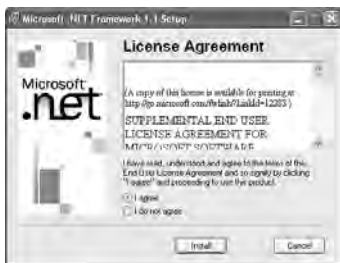 Microsoft .NET Framework 1.1 Setup
License Agreement
Microsoft
.net
(A copy of this license is available for printing at
http://go.microsoft.com/fwlink/?LinkId=12283 )
SUPPLEMENTAL END USER
LICENSE AGREEMENT FOR
MICROSOFT SOFTWARE
I have read, understood and agree to the terms of the
End User License Agreement and so signify by clicking
"I agree" and proceeding to use this product.
I agree
I do not agree
Install
Cancel